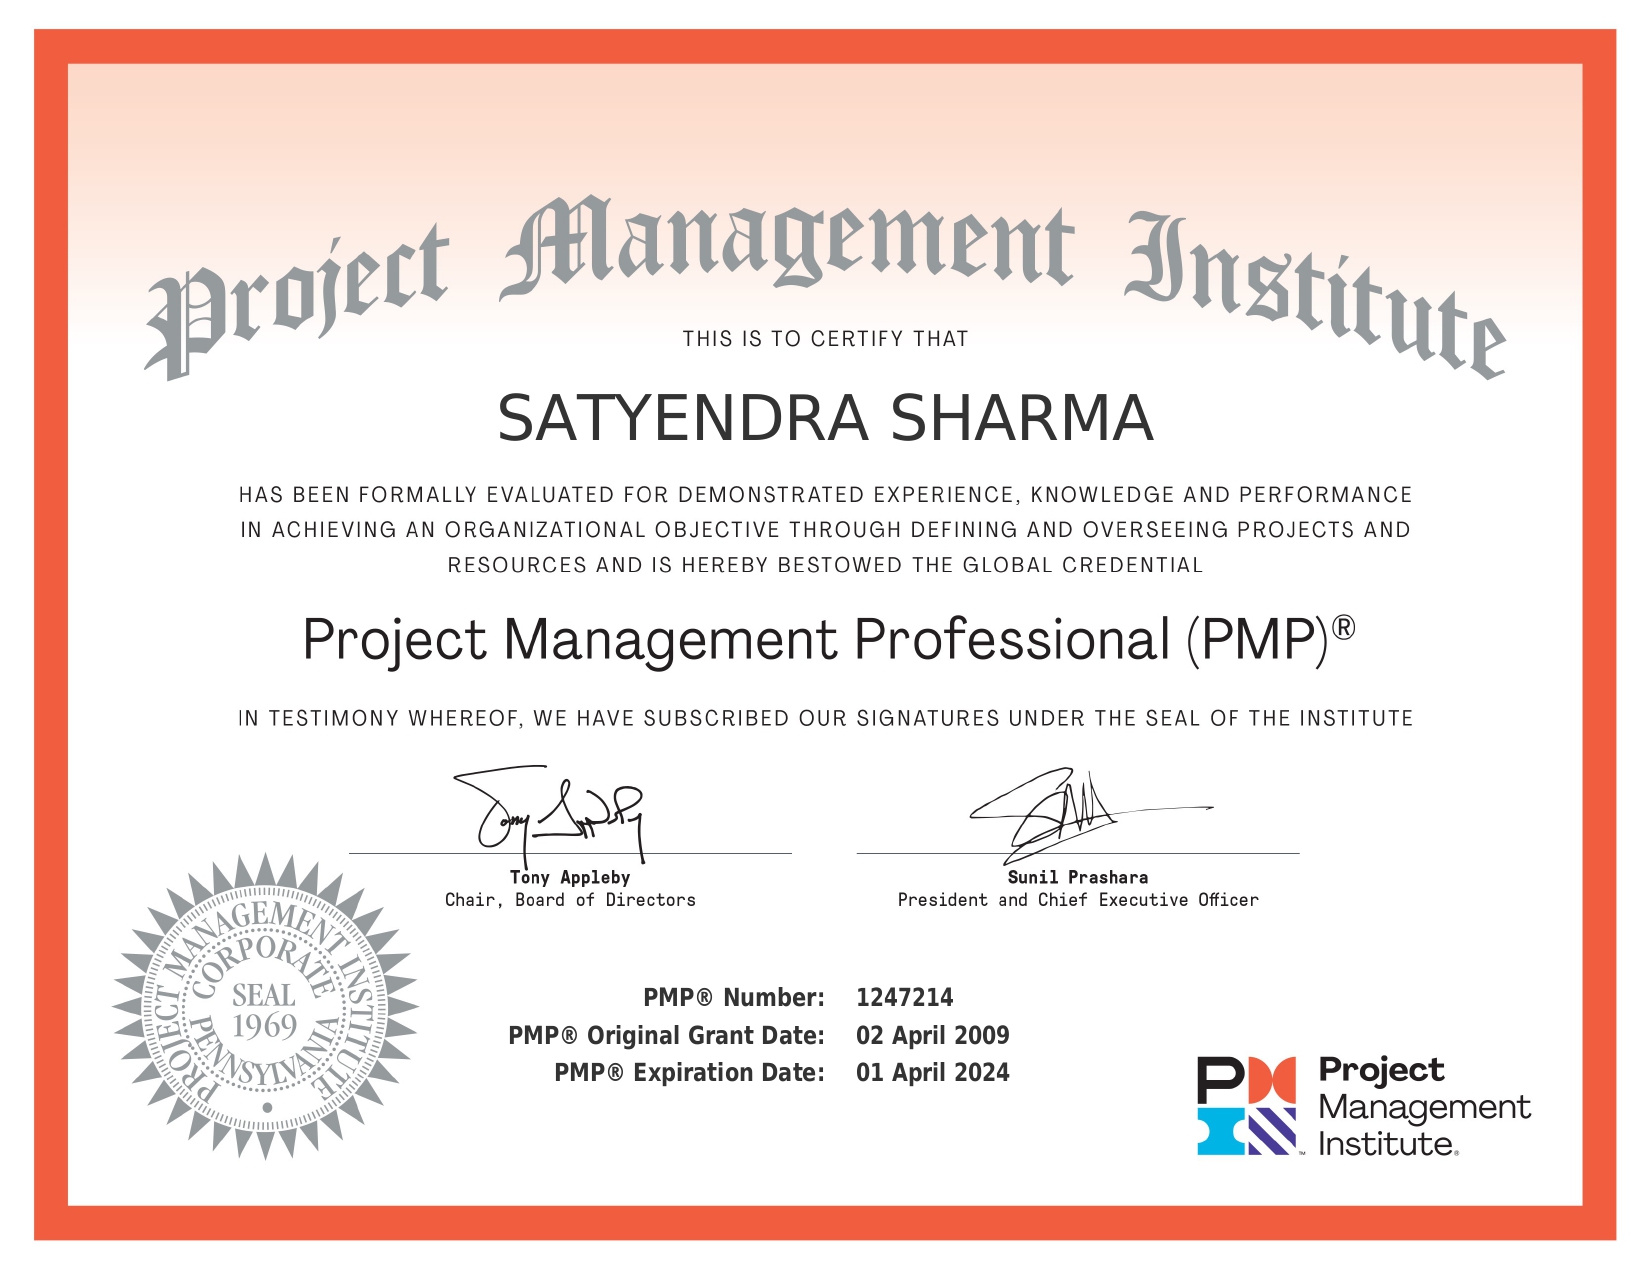 Project Management Institute
THIS IS TO CERTIFY THAT
SATYENDRA SHARMA
HAS BEEN FORMALLY EVALUATED FOR DEMONSTRATED EXPERIENCE, KNOWLEDGE AND PERFORMANCE
IN ACHIEVING AN ORGANIZATIONAL OBJECTIVE THROUGH DEFINING AND OVERSEEING PROJECTS AND
RESOURCES AND IS HEREBY BESTOWED THE GLOBAL CREDENTIAL
Project Management Professional (PMP)®
IN TESTIMONY WHEREOF, WE HAVE SUBSCRIBED OUR SIGNATURES UNDER THE SEAL OF THE INSTITUTE
Tony Appleby
Tony Appleby
Chair, Board of Directors
Sunil Prashara
President and Chief Executive Officer
PROJECT MANAGEMENT INSTITUTE
CORPORATE
SEAL
1969
PENNSYLVANIA
PMP® Number: 1247214
PMP® Original Grant Date: 02 April 2009
PMP® Expiration Date: 01 April 2024
PM
™
Project
Management
Institute®